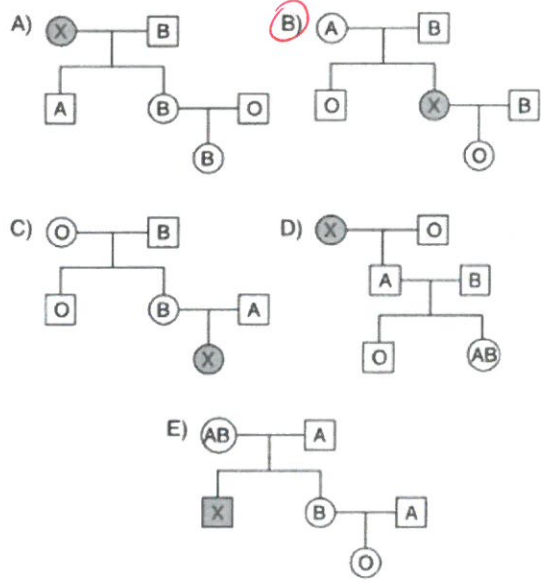 A) X B
A B O
B
B) A B
O X B
O
C) O B
O B A
X
D) X O
A B
O AB
E) AB A
X B A
O